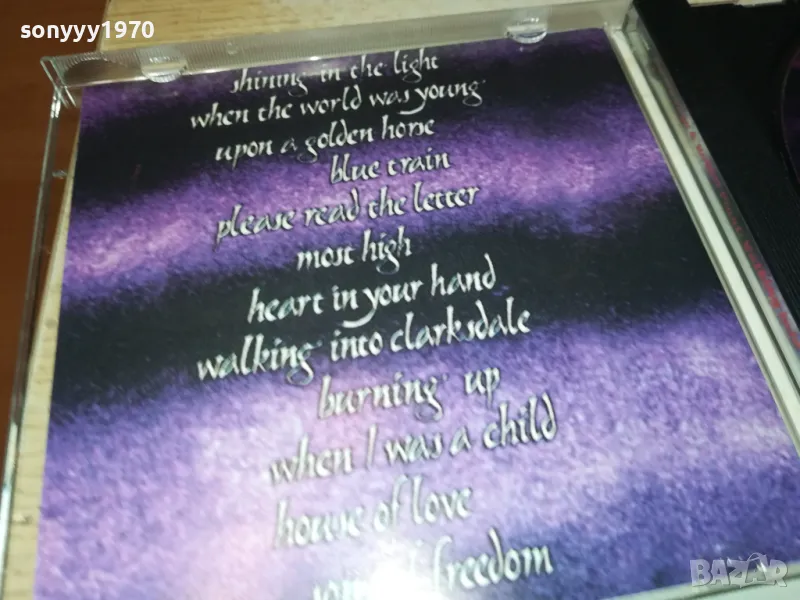 sonyyy1970
shining in the light
when the world was young
upon a golden horse
blue train
please read the letter
most high
heart in your hand
walking into clarksdale
burning up
when I was a child
house of love
freedom
BAZAR